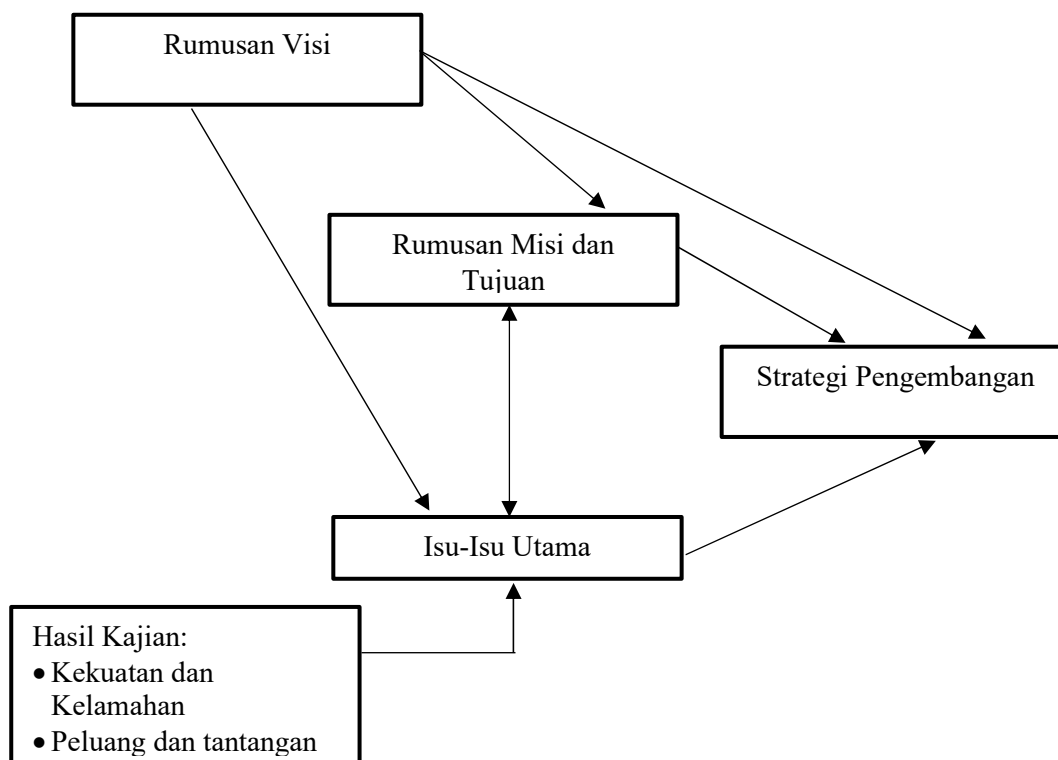 Rumusan Visi
Rumusan Misi dan
Tujuan
Strategi Pengembangan
Isu-Isu Utama
Hasil Kajian:
• Kekuatan dan
Kelamahan
• Peluang dan tantangan